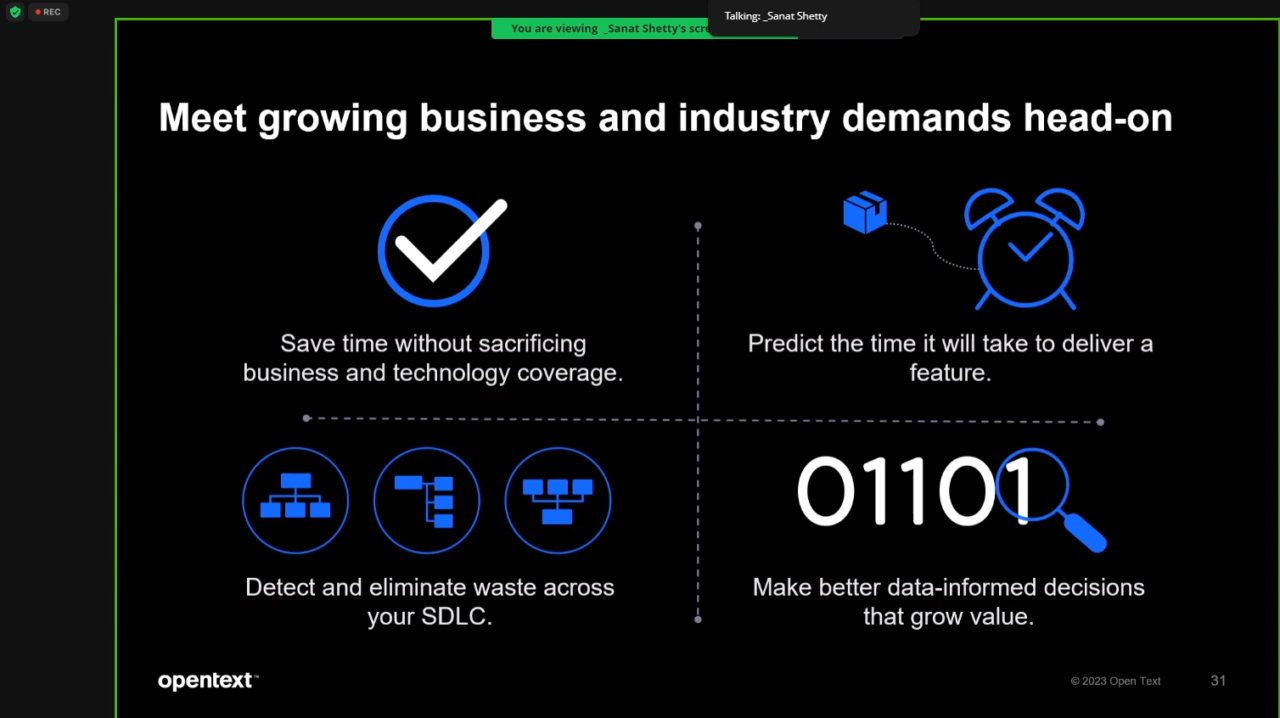 REC
Talking: _Sanat Shetty
You are viewing _Sanat Shetty's scre
Meet growing business and industry demands head-on
Save time without sacrificing
business and technology coverage.
Predict the time it will take to deliver a
feature.
01101
Detect and eliminate waste across
your SDLC.
Make better data-informed decisions
that grow value.
opentext™
© 2023 Open Text
31